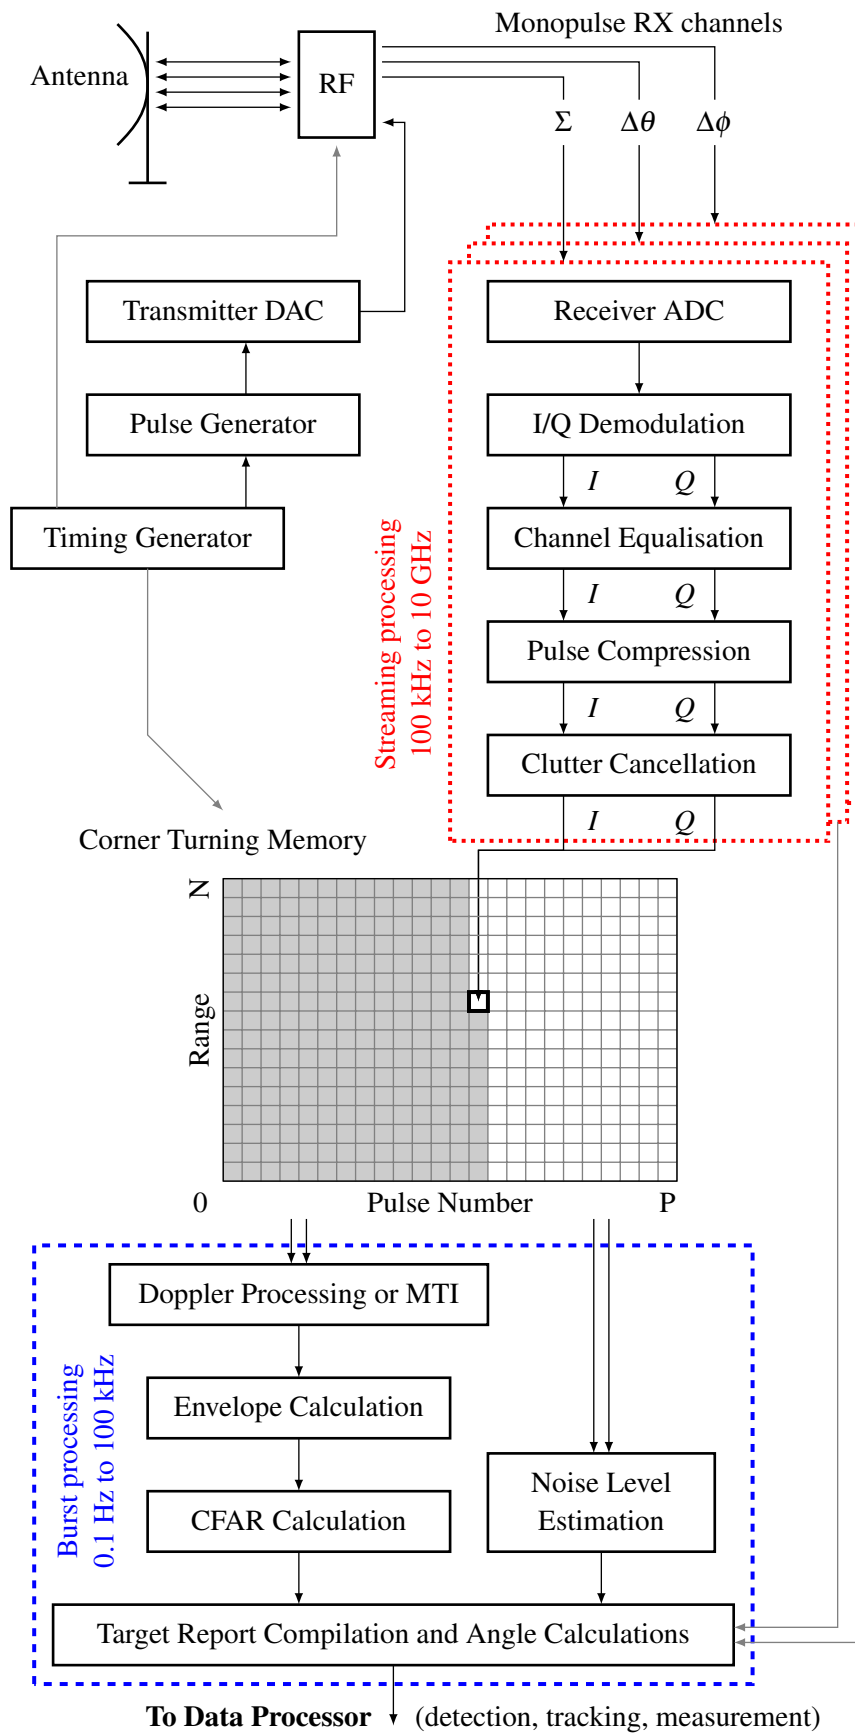 Monopulse RX channels
Antenna
RF
Σ
Δθ
Δϕ
Transmitter DAC
Receiver ADC
Pulse Generator
I/Q Demodulation
I
Q
Timing Generator
Channel Equalisation
I
Q
Streaming processing
100 kHz to 10 GHz
Pulse Compression
I
Q
Clutter Cancellation
I
Q
Corner Turning Memory
N
Range
0
Pulse Number
P
Doppler Processing or MTI
Burst processing
0.1 Hz to 100 kHz
Envelope Calculation
CFAR Calculation
Noise Level
Estimation
Target Report Compilation and Angle Calculations
To Data Processor (detection, tracking, measurement)